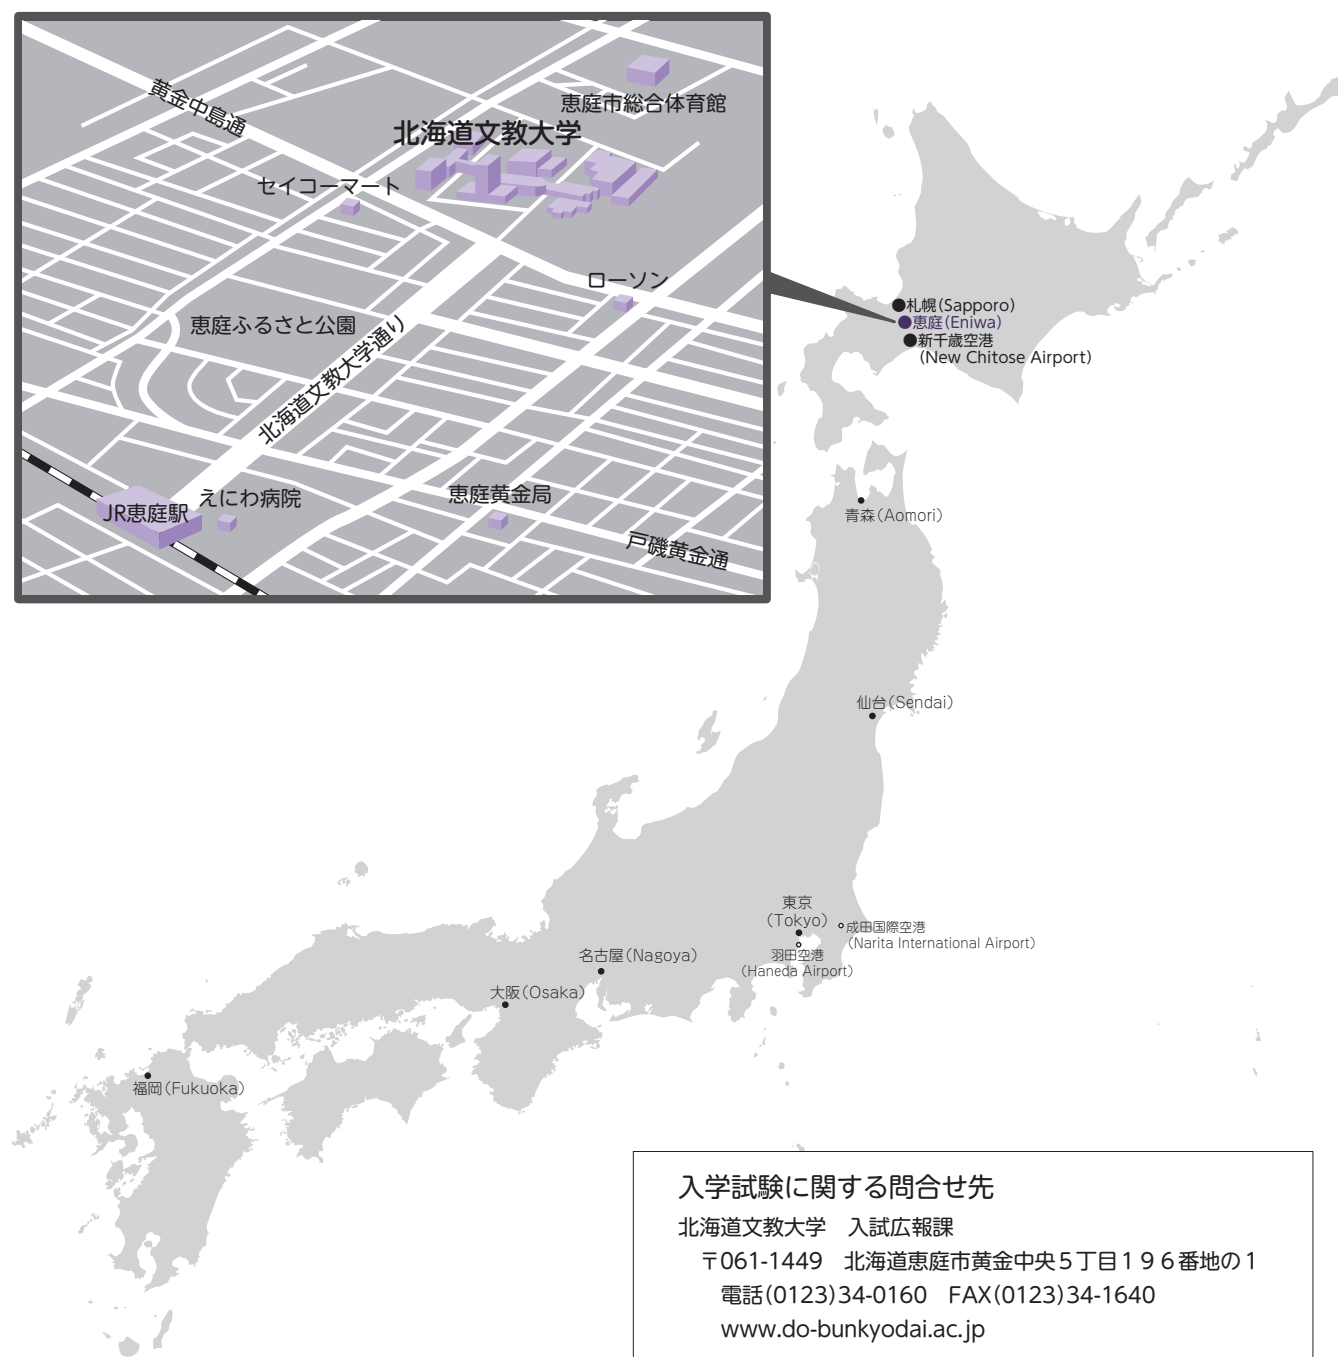 黄金中島通
恵庭市総合体育館
北海道文教大学
セイコーマート
ローソン
恵庭ふるさと公園
北海道文教大学通り
JR恵庭駅
えにわ病院
恵庭黄金局
戸磯黄金通
札幌(Sapporo)
恵庭(Eniwa)
新千歳空港
(New Chitose Airport)
青森(Aomori)
仙台(Sendai)
東京
(Tokyo)
成田国際空港
(Narita International Airport)
羽田空港
(Haneda Airport)
名古屋(Nagoya)
大阪(Osaka)
福岡(Fukuoka)
入学試験に関する問合せ先
北海道文教大学　入試広報課
〒061-1449　北海道恵庭市黄金中央５丁目１９６番地の１
電話(0123)34-0160　FAX(0123)34-1640
www.do-bunkyodai.ac.jp